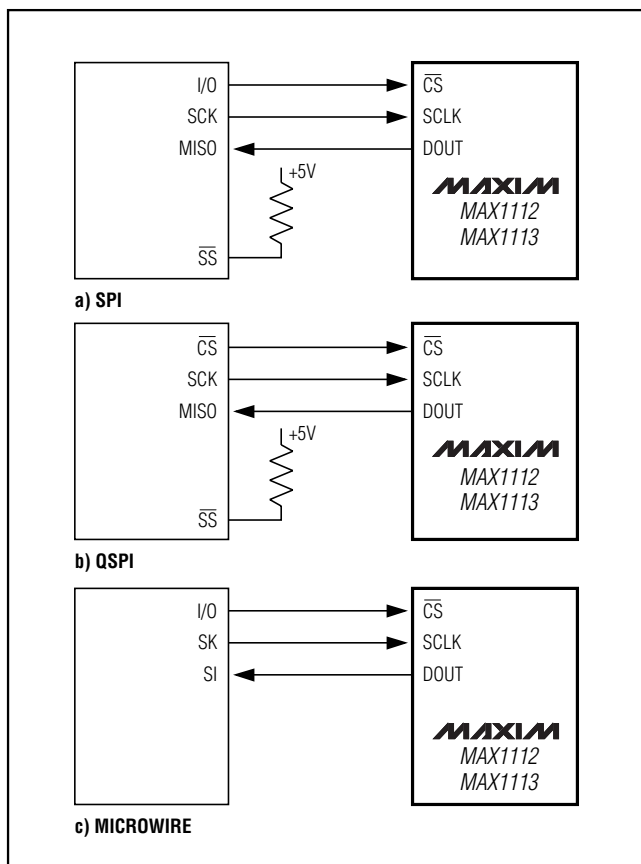 I/O
CS
SCK
SCLK
MISO
DOUT
+5V
MAXIM
MAX1112
MAX1113
SS
a) SPI
CS
CS
SCK
SCLK
MISO
DOUT
+5V
MAXIM
MAX1112
MAX1113
SS
b) QSPI
I/O
CS
SK
SCLK
SI
DOUT
MAXIM
MAX1112
MAX1113
c) MICROWIRE